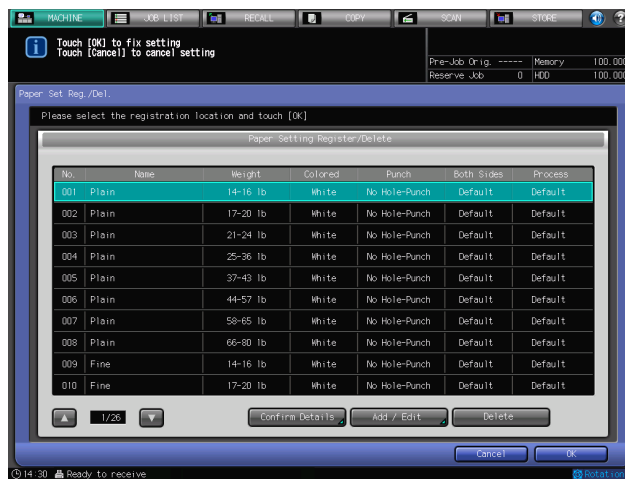 MACHINE JOB LIST RECALL COPY SCAN STORE ?
Touch [OK] to fix setting
Touch [Cancel] to cancel setting
Pre-Job Orig. ----- Memory 100.000
Reserve Job 0 HDD 100.000
Paper Set Reg./Del.
Please select the registration location and touch [OK]
Paper Setting Register/Delete
No. Name Weight Colored Punch Both Sides Process
001 Plain 14-16 lb White No Hole-Punch Default Default
002 Plain 17-20 lb White No Hole-Punch Default Default
003 Plain 21-24 lb White No Hole-Punch Default Default
004 Plain 25-36 lb White No Hole-Punch Default Default
005 Plain 37-43 lb White No Hole-Punch Default Default
006 Plain 44-57 lb White No Hole-Punch Default Default
007 Plain 58-65 lb White No Hole-Punch Default Default
008 Plain 66-80 lb White No Hole-Punch Default Default
009 Fine 14-16 lb White No Hole-Punch Default Default
010 Fine 17-20 lb White No Hole-Punch Default Default
1/26 Confirm Details Add / Edit Delete
Cancel OK
14:30 Ready to receive Rotation